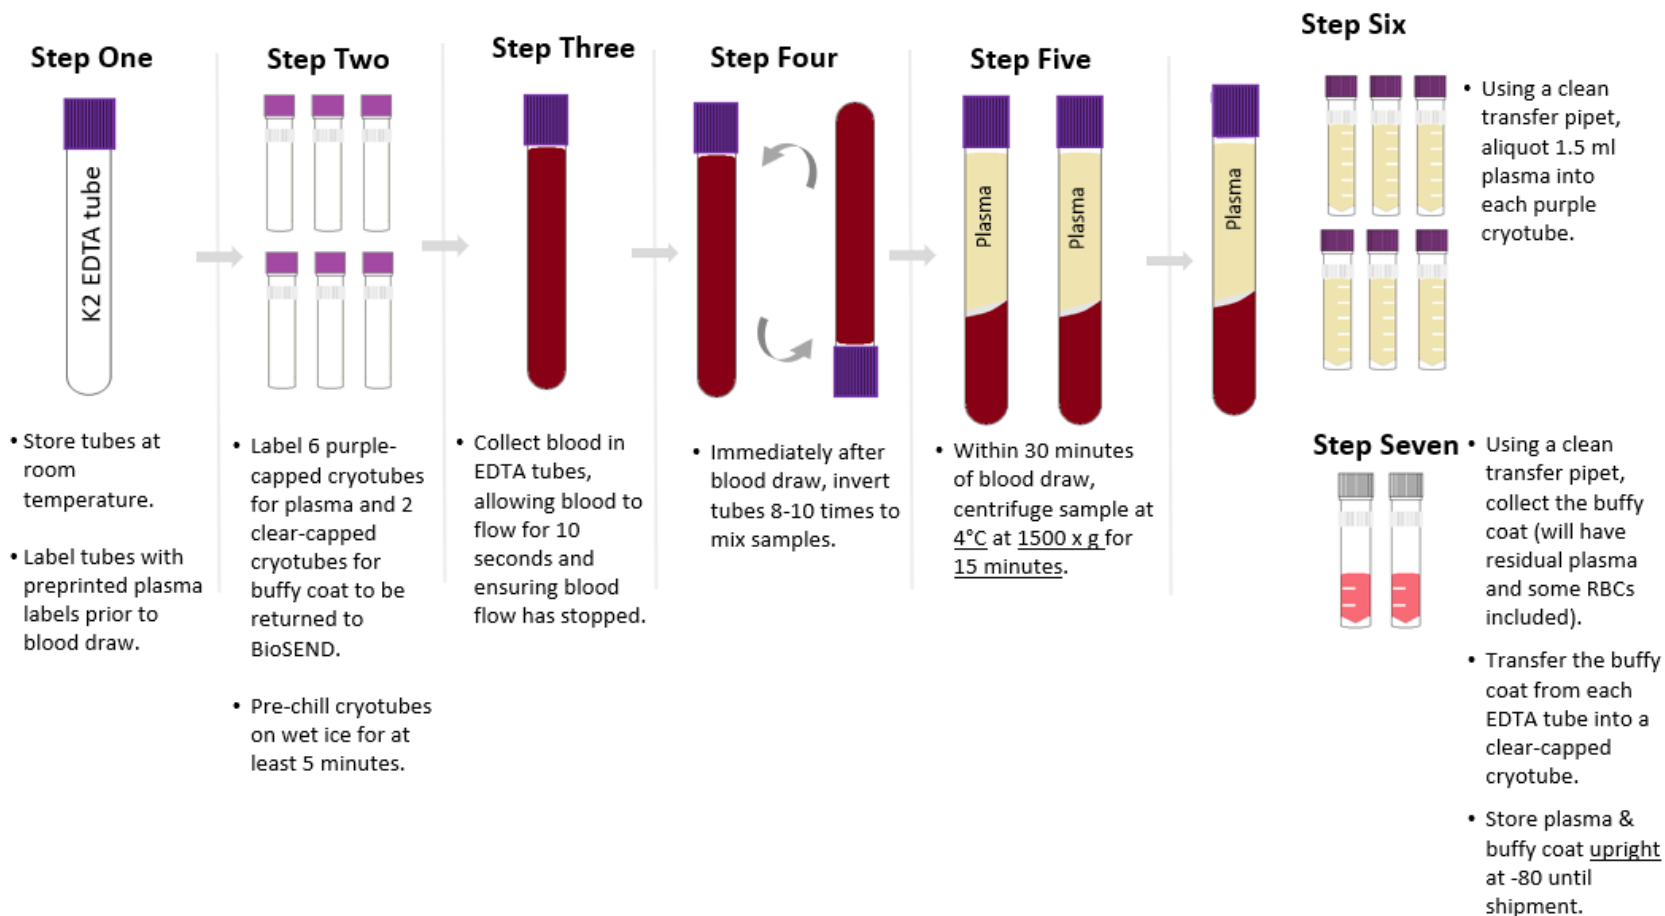 Step One
K2 EDTA tube
• Store tubes at
room
temperature.
• Label tubes with
preprinted plasma
labels prior to
blood draw.
Step Two
• Label 6 purple-
capped cryotubes
for plasma and 2
clear-capped
cryotubes for
buffy coat to be
returned to
BioSEND.
• Pre-chill cryotubes
on wet ice for at
least 5 minutes.
Step Three
• Collect blood in
EDTA tubes,
allowing blood to
flow for 10
seconds and
ensuring blood
flow has stopped.
Step Four
• Immediately after
blood draw, invert
tubes 8-10 times to
mix samples.
Step Five
Plasma
Plasma
• Within 30 minutes
of blood draw,
centrifuge sample at
4°C at 1500 x g for
15 minutes.
Plasma
Step Six
• Using a clean
transfer pipet,
aliquot 1.5 ml
plasma into
each purple
cryotube.
Step Seven
• Using a clean
transfer pipet,
collect the buffy
coat (will have
residual plasma
and some RBCs
included).
• Transfer the buffy
coat from each
EDTA tube into a
clear-capped
cryotube.
• Store plasma &
buffy coat upright
at -80 until
shipment.